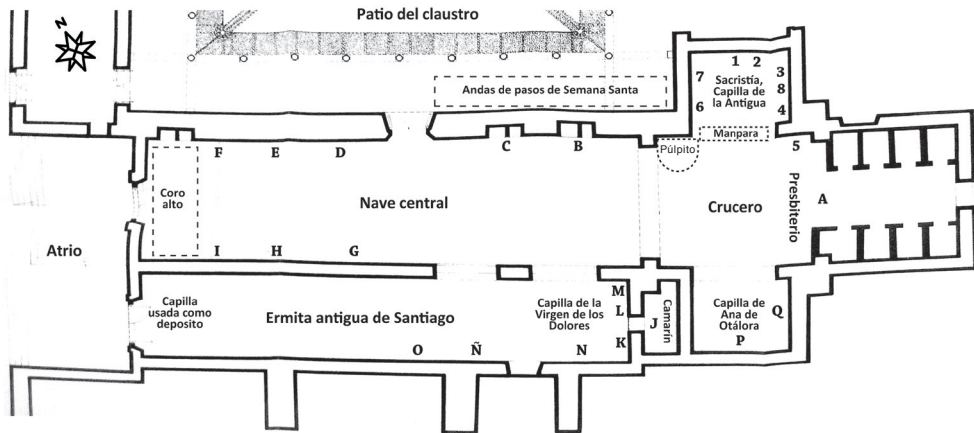 Patio del claustro
N
Andas de pasos de Semana Santa
1 2
7 3
Sacristía,
Capilla de
la Antigua
8
6 4
Manpara
Púlpito
5
F E D C B
Coro
alto
Nave central
Crucero
Presbiterio
A
Atrio
I H G
Capilla
usada como
deposito
Ermita antigua de Santiago
Capilla de la
Virgen de los
Dolores
M
L
K
J
Camarín
Capilla de
Ana de
Otálora
Q
P
O Ñ N